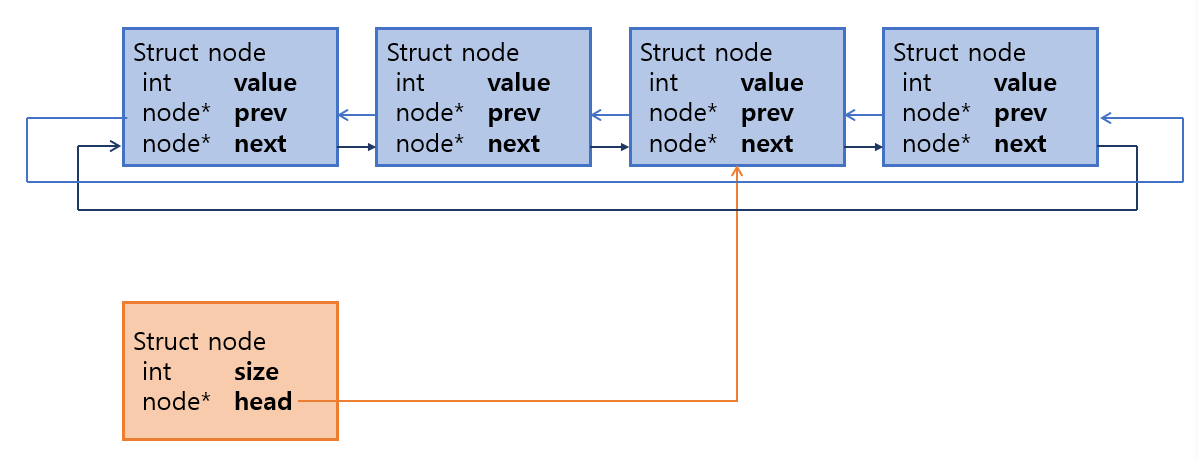 Struct node
int value
node* prev
node* next
Struct node
int value
node* prev
node* next
Struct node
int value
node* prev
node* next
Struct node
int value
node* prev
node* next
Struct node
int size
node* head